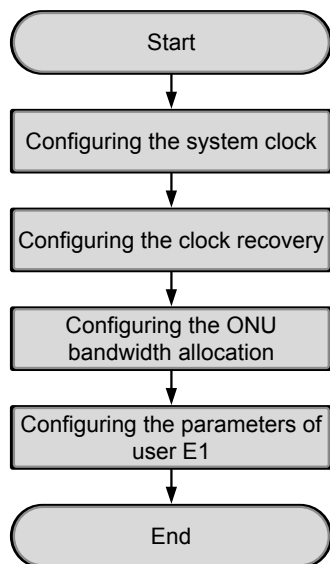 Start
Configuring the system clock
Configuring the clock recovery
Configuring the ONU
bandwidth allocation
Configuring the parameters of
user E1
End